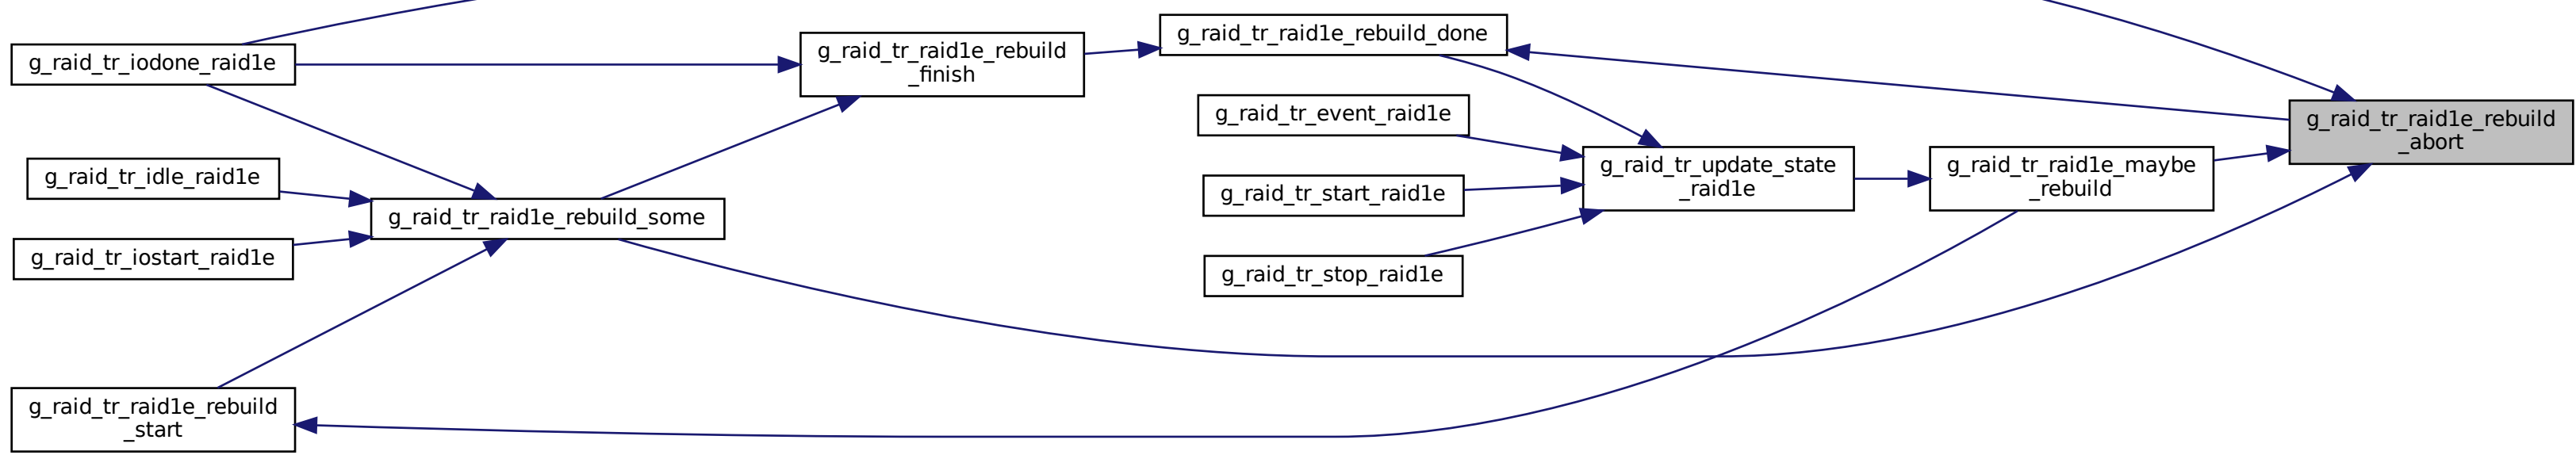 g_raid_tr_iodone_raid1e
g_raid_tr_idle_raid1e
g_raid_tr_iostart_raid1e
g_raid_tr_raid1e_rebuild
_start
g_raid_tr_raid1e_rebuild_some
g_raid_tr_raid1e_rebuild
_finish
g_raid_tr_raid1e_rebuild_done
g_raid_tr_event_raid1e
g_raid_tr_start_raid1e
g_raid_tr_stop_raid1e
g_raid_tr_update_state
_raid1e
g_raid_tr_raid1e_maybe
_rebuild
g_raid_tr_raid1e_rebuild
_abort